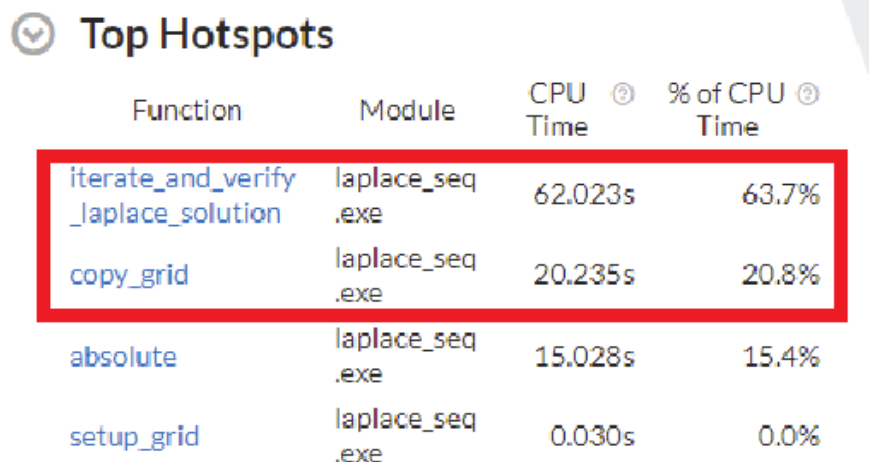 Top Hotspots
Function Module CPU Time % of CPU Time
iterate_and_verify_laplace_solution laplace_seq.exe 62.023s 63.7%
copy_grid laplace_seq.exe 20.235s 20.8%
absolute laplace_seq.exe 15.028s 15.4%
setup_grid laplace_seq.exe 0.030s 0.0%